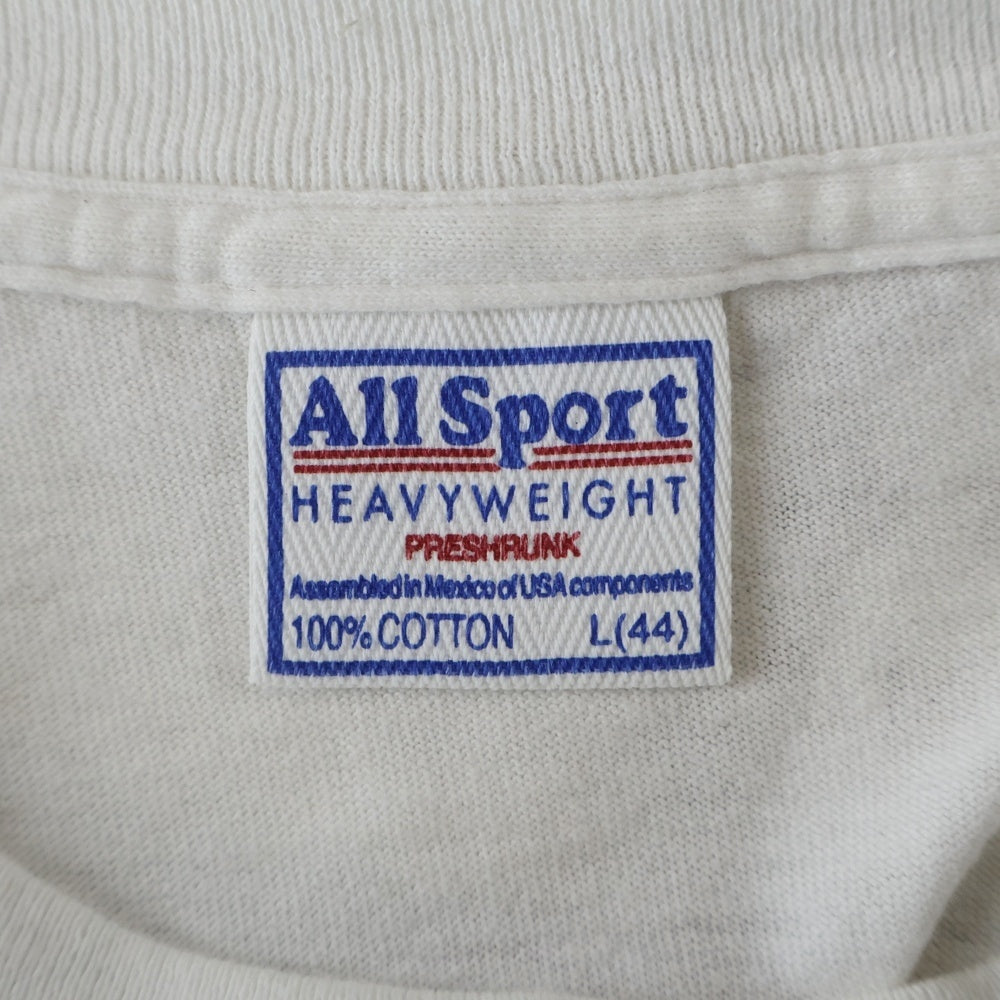 All Sport
HEAVYWEIGHT
PRESHRUNK
Assembled in Mexico of USA components
100% COTTON L(44)